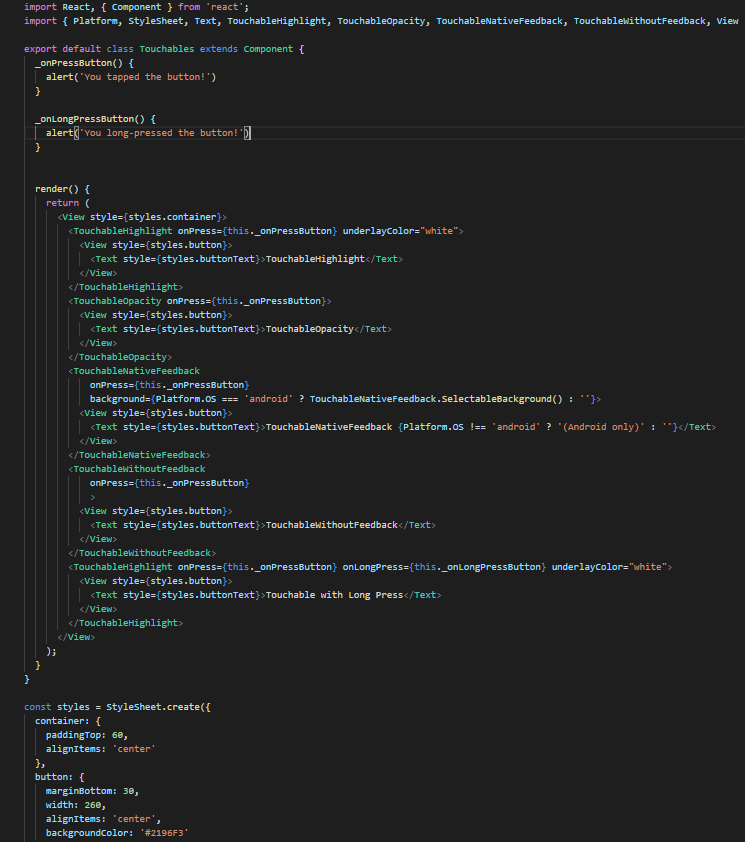 import React, { Component } from 'react';
import { Platform, StyleSheet, Text, TouchableHighlight, TouchableOpacity, TouchableNativeFeedback, TouchableWithoutFeedback, View
export default class Touchables extends Component {
_onPressButton() {
alert('You tapped the button!')
}
_onLongPressButton() {
alert('You long-pressed the button!')
}
render() {
return (
<View style={styles.container}>
<TouchableHighlight onPress={this._onPressButton} underlayColor="white">
<View style={styles.button}>
<Text style={styles.buttonText}>TouchableHighlight</Text>
</View>
</TouchableHighlight>
<TouchableOpacity onPress={this._onPressButton}>
<View style={styles.button}>
<Text style={styles.buttonText}>TouchableOpacity</Text>
</View>
</TouchableOpacity>
<TouchableNativeFeedback
onPress={this._onPressButton}
background={Platform.OS === 'android' ? TouchableNativeFeedback.SelectableBackground() : ''}>
<View style={styles.button}>
<Text style={styles.buttonText}>TouchableNativeFeedback {Platform.OS !== 'android' ? '(Android only)' : ''}</Text>
</View>
</TouchableNativeFeedback>
<TouchableWithoutFeedback
onPress={this._onPressButton}
>
<View style={styles.button}>
<Text style={styles.buttonText}>TouchableWithoutFeedback</Text>
</View>
</TouchableWithoutFeedback>
<TouchableHighlight onPress={this._onPressButton} onLongPress={this._onLongPressButton} underlayColor="white">
<View style={styles.button}>
<Text style={styles.buttonText}>Touchable with Long Press</Text>
</View>
</TouchableHighlight>
</View>
);
}
}
const styles = StyleSheet.create({
container: {
paddingTop: 60,
alignItems: 'center'
},
button: {
marginBottom: 30,
width: 260,
alignItems: 'center',
backgroundColor: '#2196F3'